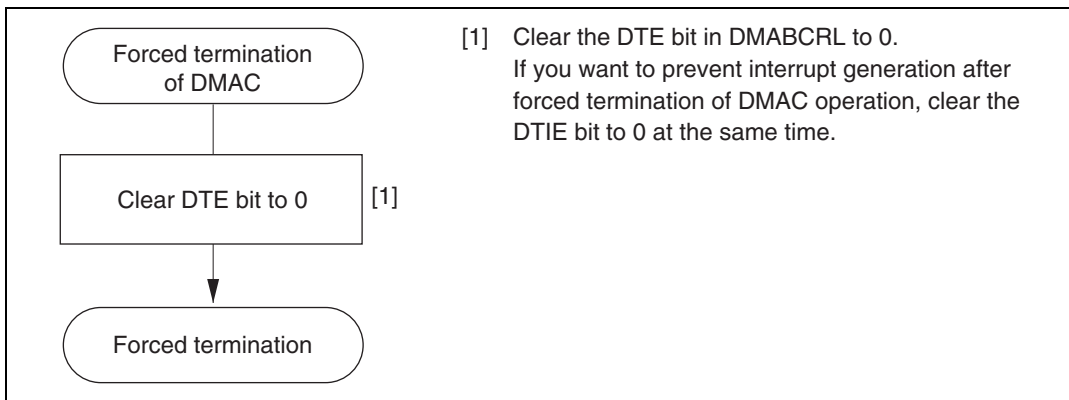 Forced termination
of DMAC
Clear DTE bit to 0
[1]
Forced termination
[1] Clear the DTE bit in DMABCRL to 0.
If you want to prevent interrupt generation after
forced termination of DMAC operation, clear the
DTIE bit to 0 at the same time.